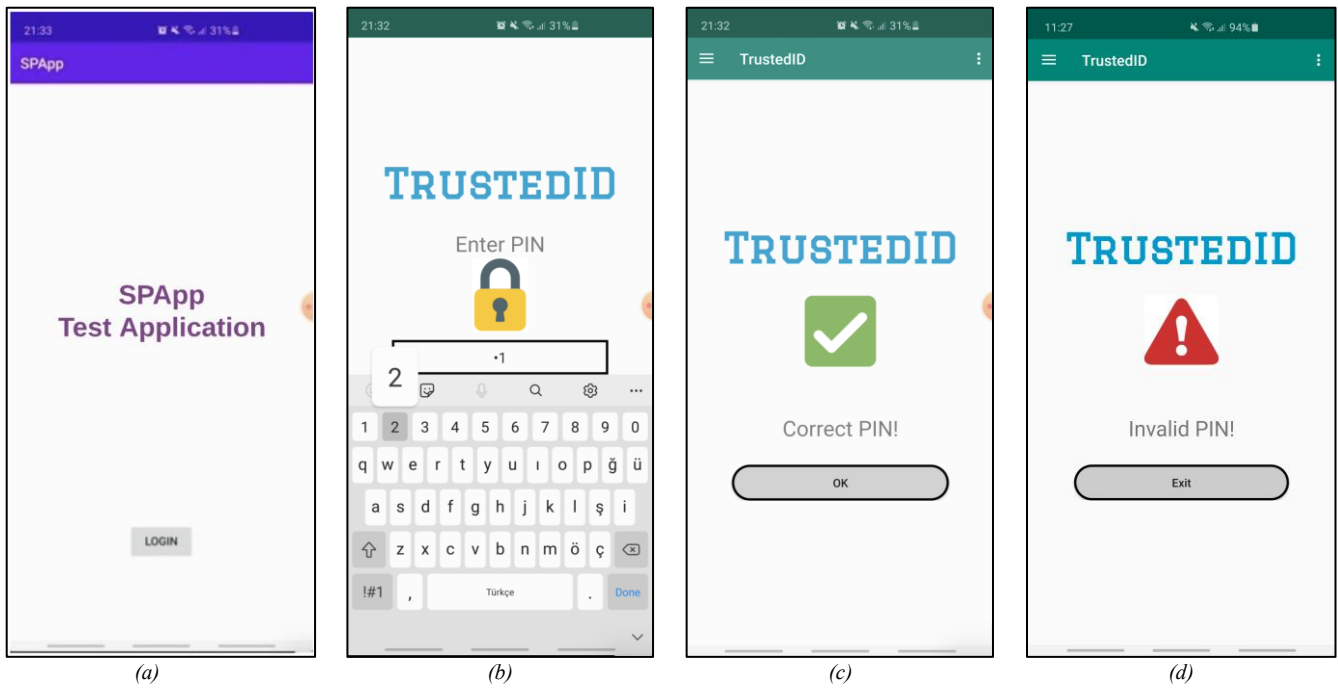 21:33
31%
SPApp
SPApp
Test Application
LOGIN
(a)
21:32
31%
TRUSTEDID
Enter PIN
•1
2
1 2 3 4 5 6 7 8 9 0
q w e r t y u ı o p ğ ü
a s d f g h j k l ş i
z x c v b n m ö ç
!#1 , Türkçe . Done
(b)
21:32
31%
TrustedID
TRUSTEDID
Correct PIN!
OK
(c)
11:27
94%
TrustedID
TRUSTEDID
Invalid PIN!
Exit
(d)